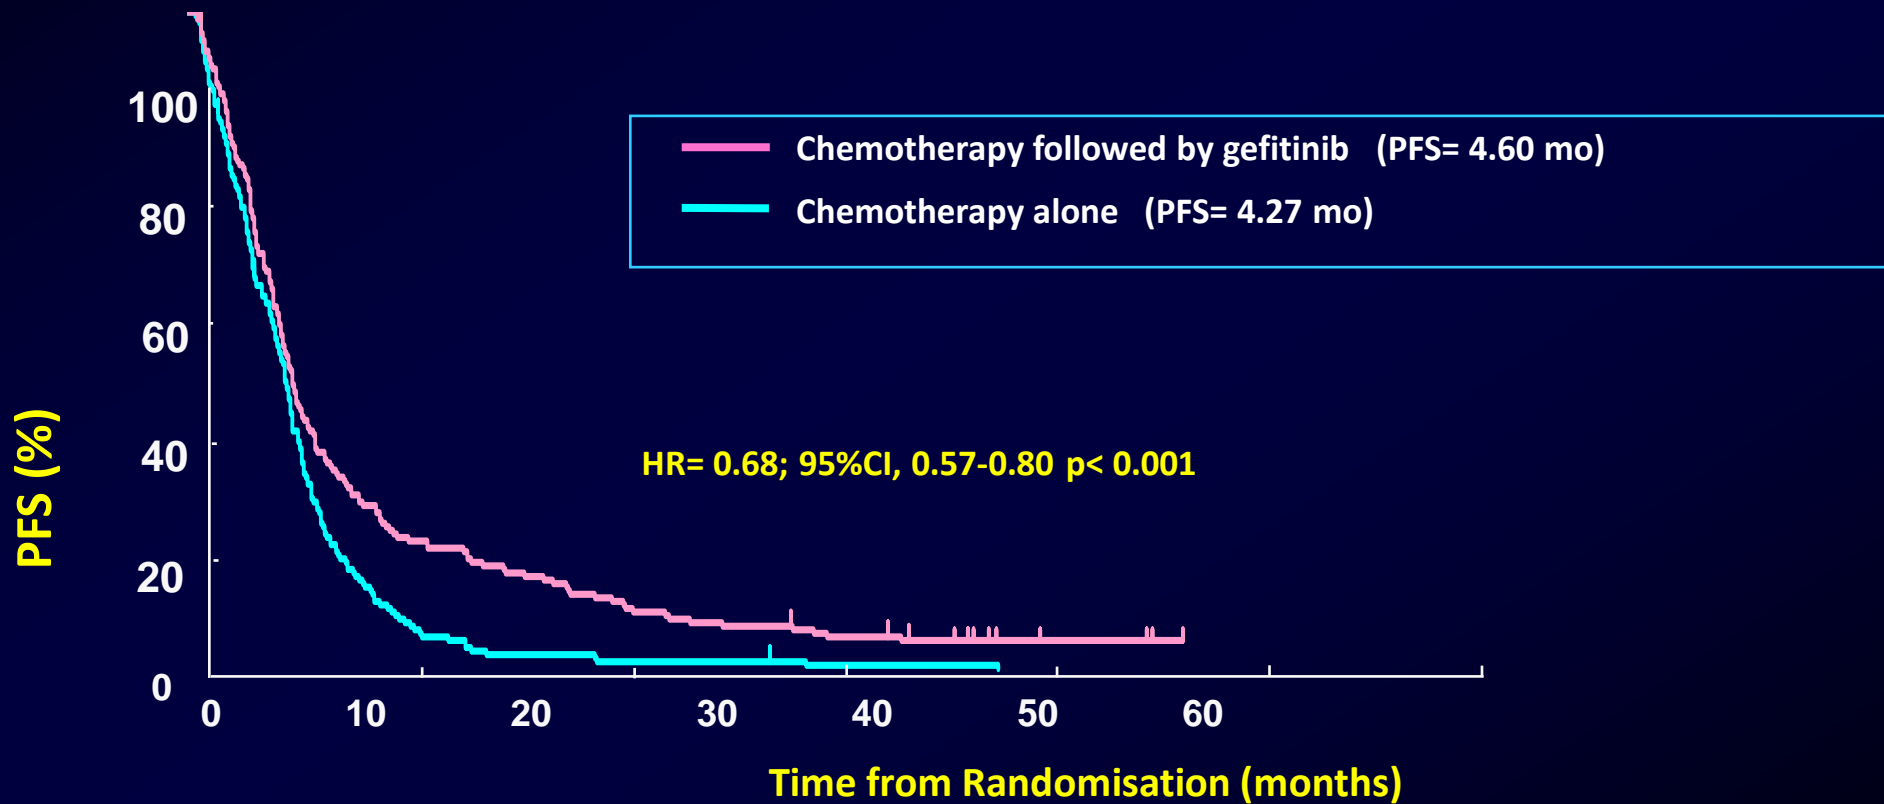 100
80
60
40
20
0
PFS (%)
Chemotherapy followed by gefitinib (PFS= 4.60 mo)
Chemotherapy alone (PFS= 4.27 mo)
HR= 0.68; 95%CI, 0.57-0.80 p< 0.001
0 10 20 30 40 50 60
Time from Randomisation (months)